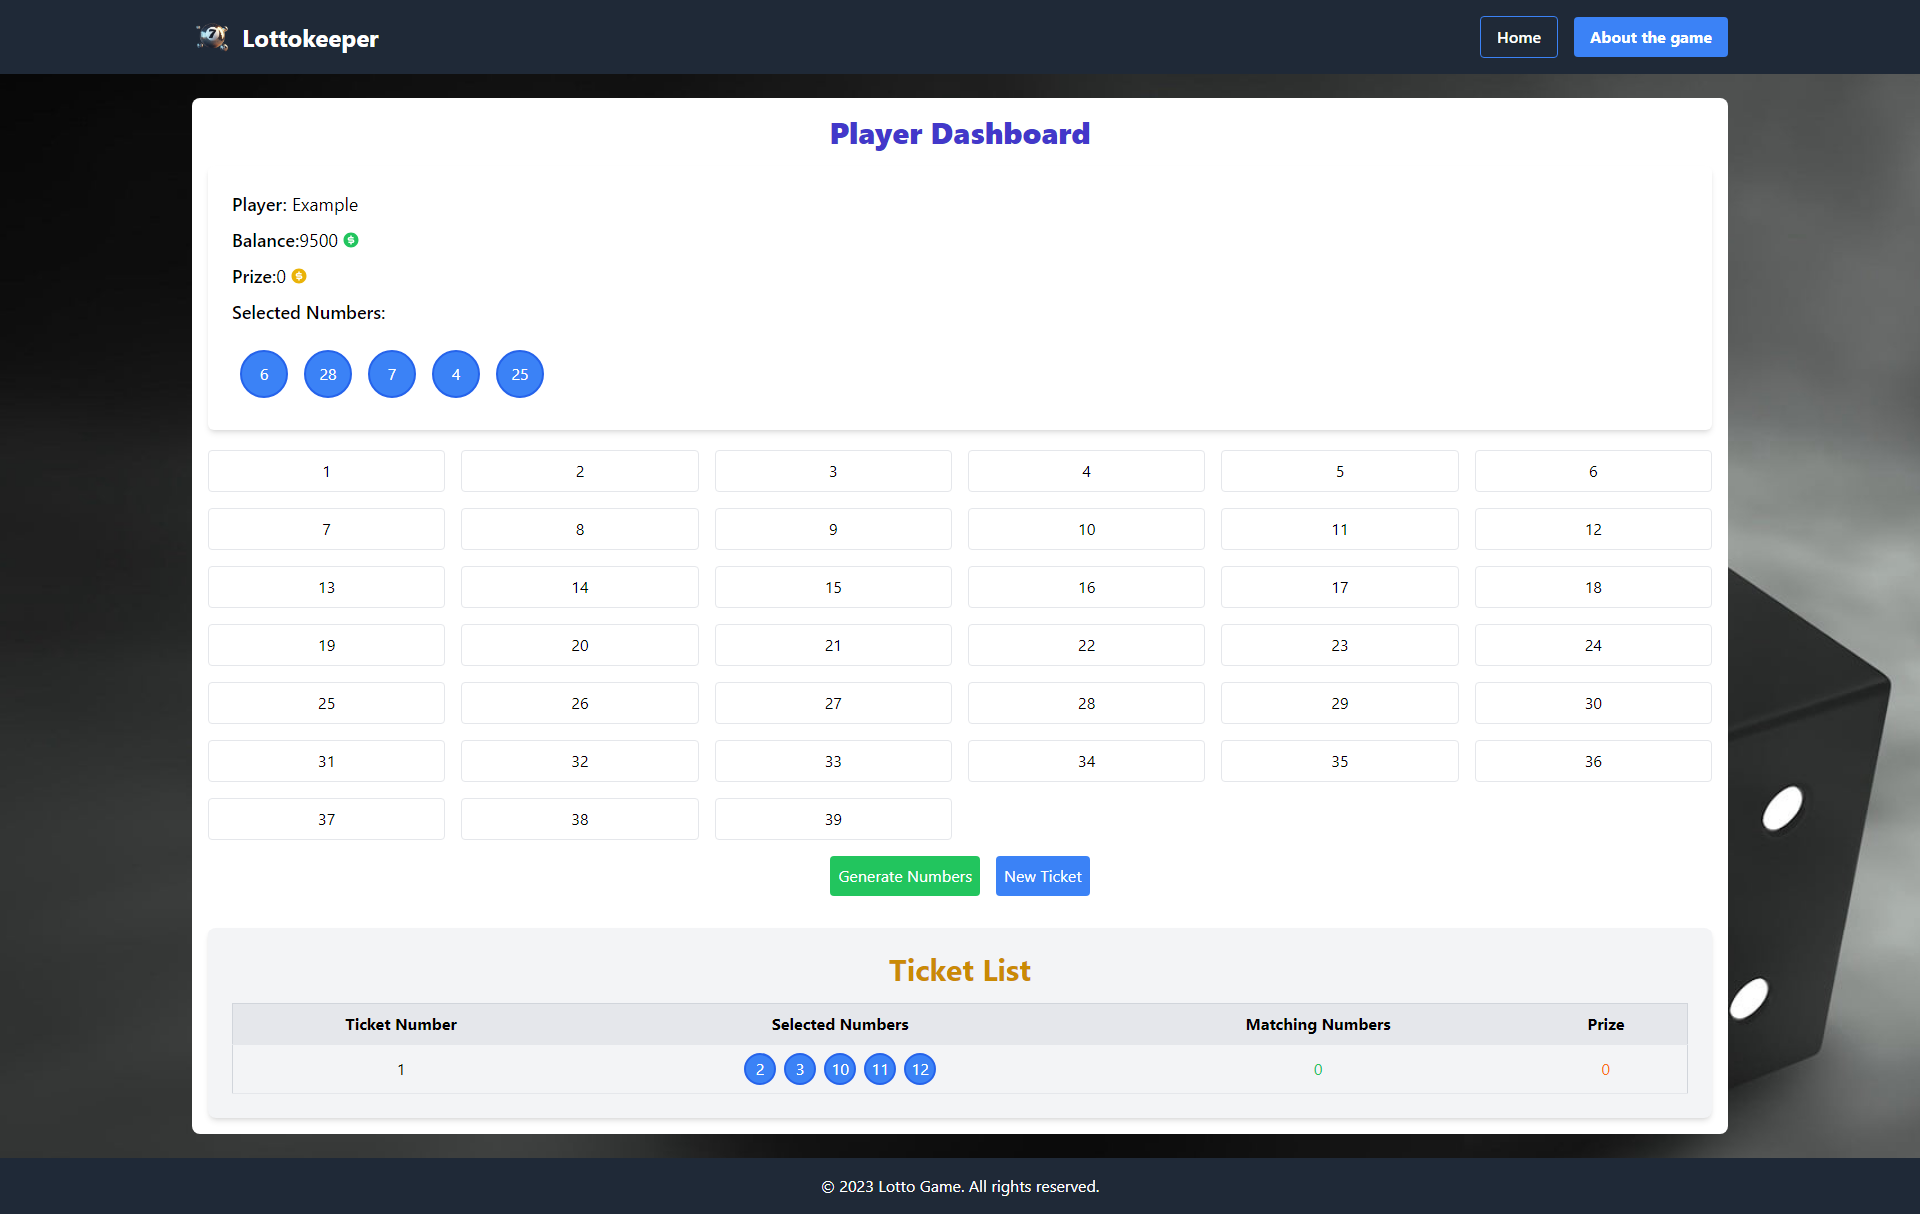 Lottokeeper Home About the game
Player Dashboard
Player: Example
Balance:9500
Prize:0
Selected Numbers:
6 28 7 4 25
1 2 3 4 5 6
7 8 9 10 11 12
13 14 15 16 17 18
19 20 21 22 23 24
25 26 27 28 29 30
31 32 33 34 35 36
37 38 39
Generate Numbers New Ticket
Ticket List
Ticket Number Selected Numbers Matching Numbers Prize
1 2 3 10 11 12 0 0
© 2023 Lotto Game. All rights reserved.